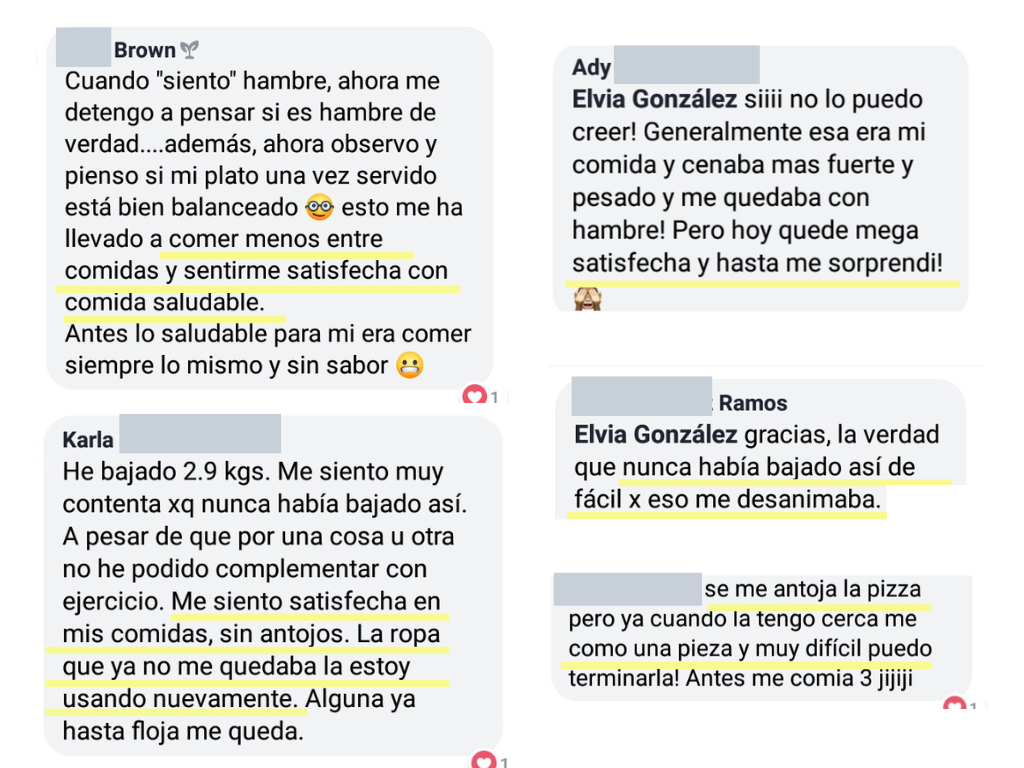 Brown
Cuando "siento" hambre, ahora me
detengo a pensar si es hambre de
verdad....además, ahora observo y
pienso si mi plato una vez servido
está bien balanceado 🤓 esto me ha
llevado a comer menos entre
comidas y sentirme satisfecha con
comida saludable.
Antes lo saludable para mi era comer
siempre lo mismo y sin sabor 😬
1
Karla
He bajado 2.9 kgs. Me siento muy
contenta xq nunca había bajado así.
A pesar de que por una cosa u otra
no he podido complementar con
ejercicio. Me siento satisfecha en
mis comidas, sin antojos. La ropa
que ya no me quedaba la estoy
usando nuevamente. Alguna ya
hasta floja me queda.
1
Ady
Elvia González siiii no lo puedo
creer! Generalmente esa era mi
comida y cenaba mas fuerte y
pesado y me quedaba con
hambre! Pero hoy quede mega
satisfecha y hasta me sorprendi!
🙈
Ramos
Elvia González gracias, la verdad
que nunca había bajado así de
fácil x eso me desanimaba.
se me antoja la pizza
pero ya cuando la tengo cerca me
como una pieza y muy difícil puedo
terminarla! Antes me comia 3 jijiji
1